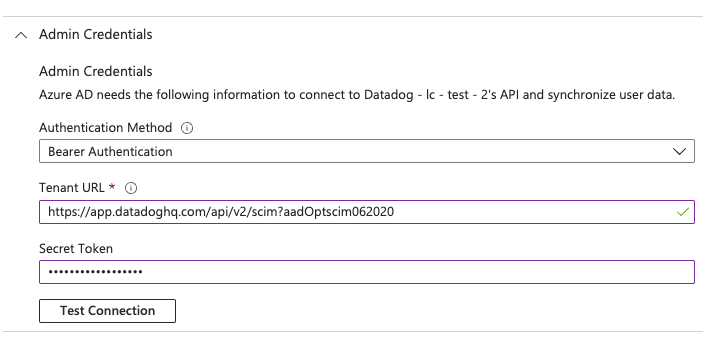 Admin Credentials
Admin Credentials
Azure AD needs the following information to connect to Datadog - lc - test - 2's API and synchronize user data.
Authentication Method
Bearer Authentication
Tenant URL *
https://app.datadoghq.com/api/v2/scim?aadOptscim062020
Secret Token
••••••••••••••••••
Test Connection